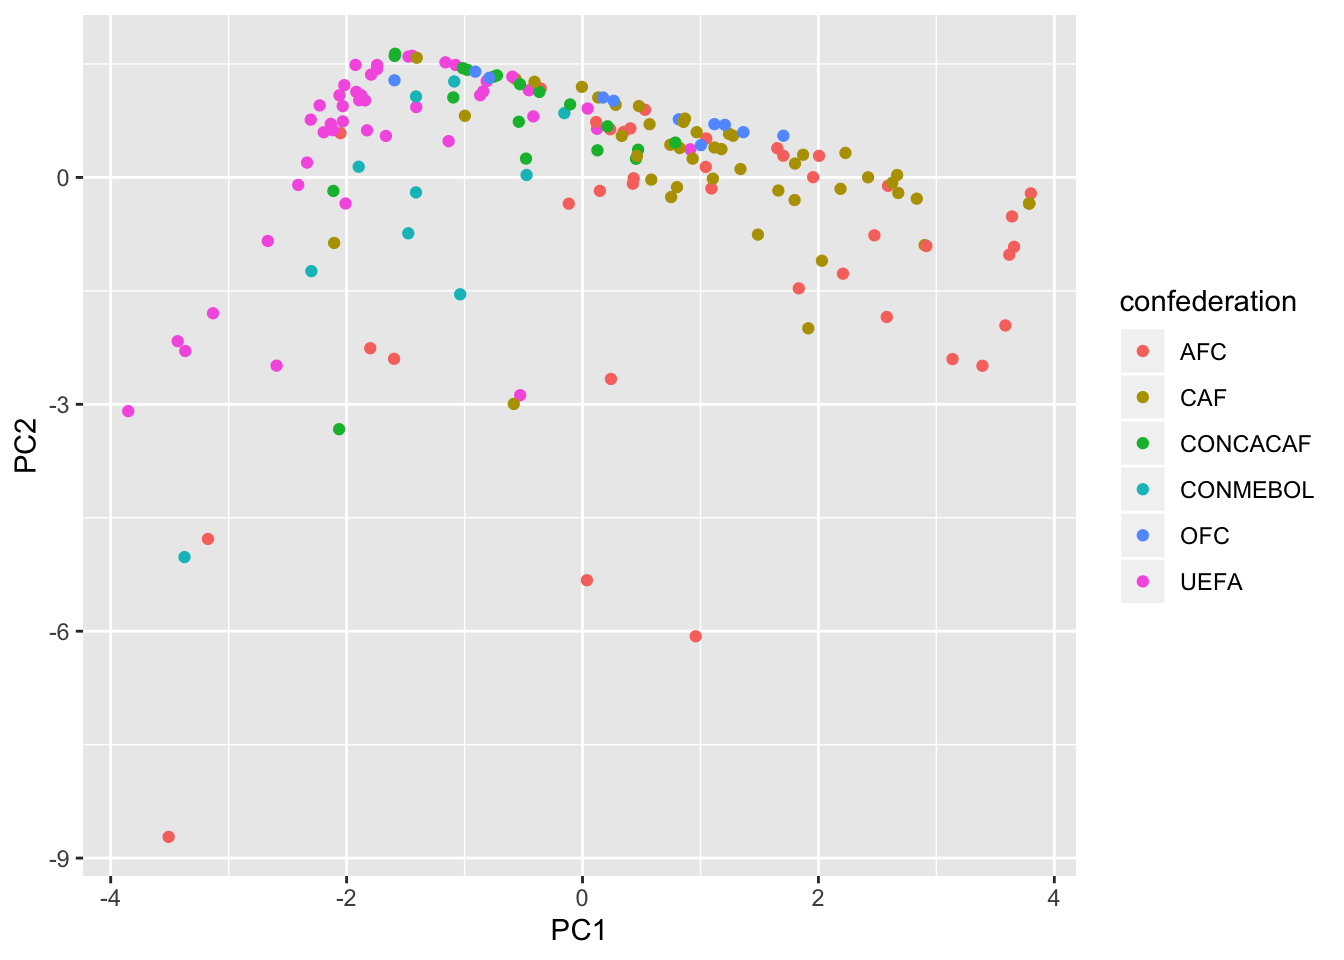 0
-3
-6
-9
-4
-2
0
2
4
PC1
PC2
confederation
AFC
CAF
CONCACAF
CONMEBOL
OFC
UEFA